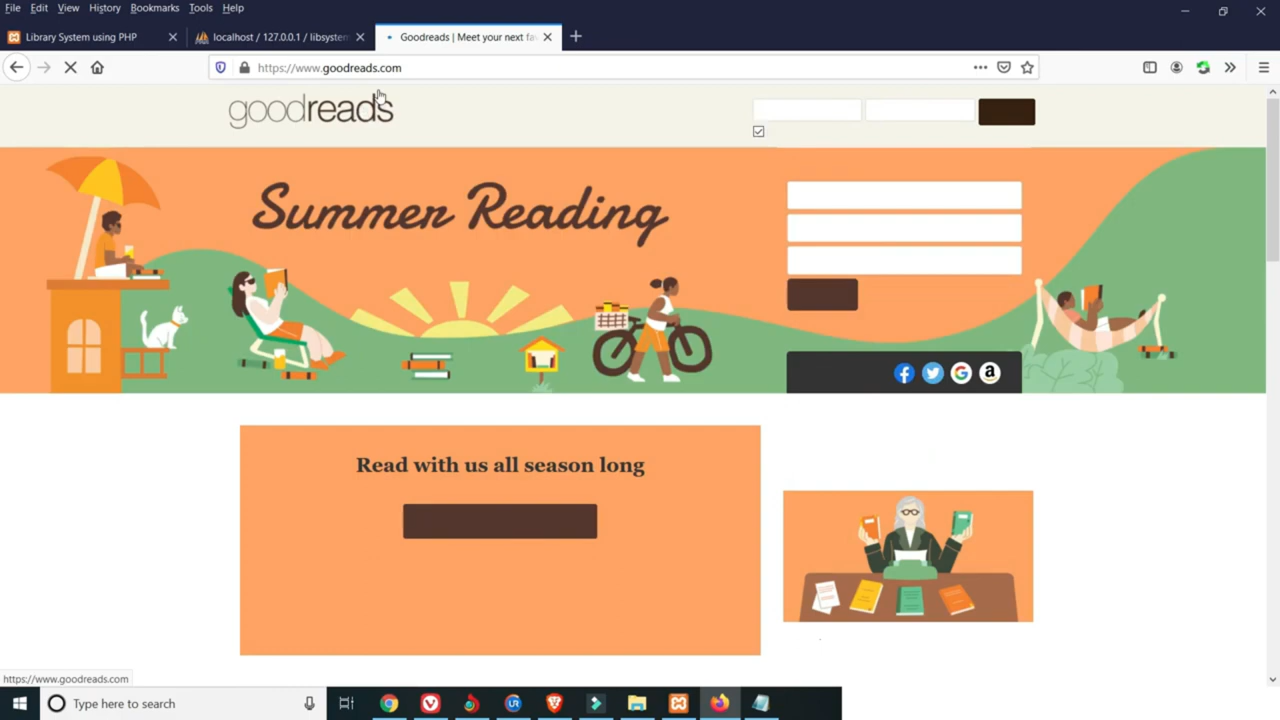 File Edit View History Bookmarks Tools Help
Library System using PHP
localhost / 127.0.0.1 / libsystem
Goodreads | Meet your next fa
https://www.goodreads.com
goodreads
Summer Reading
a
Read with us all season long
https://www.goodreads.com
Type here to search